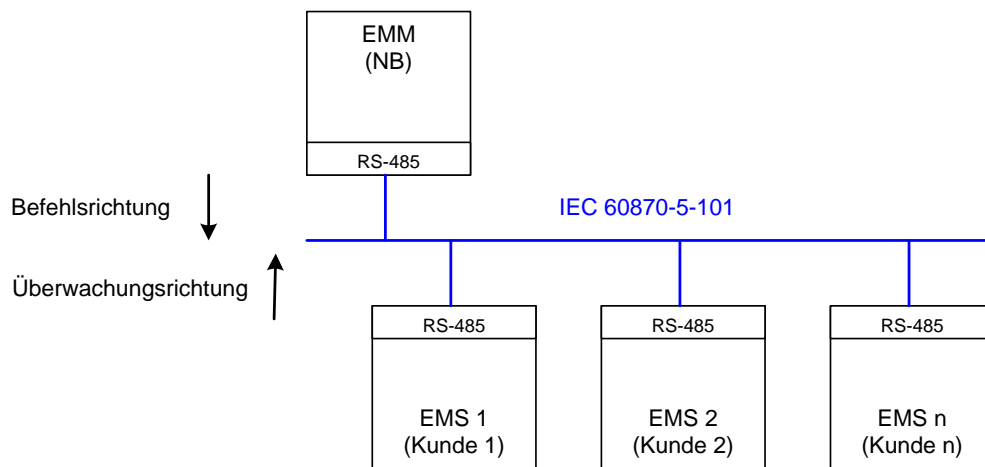 EMM
(NB)
RS-485
Befehlsrichtung
IEC 60870-5-101
Überwachungsrichtung
RS-485
RS-485
RS-485
EMS 1
(Kunde 1)
EMS 2
(Kunde 2)
EMS n
(Kunde n)